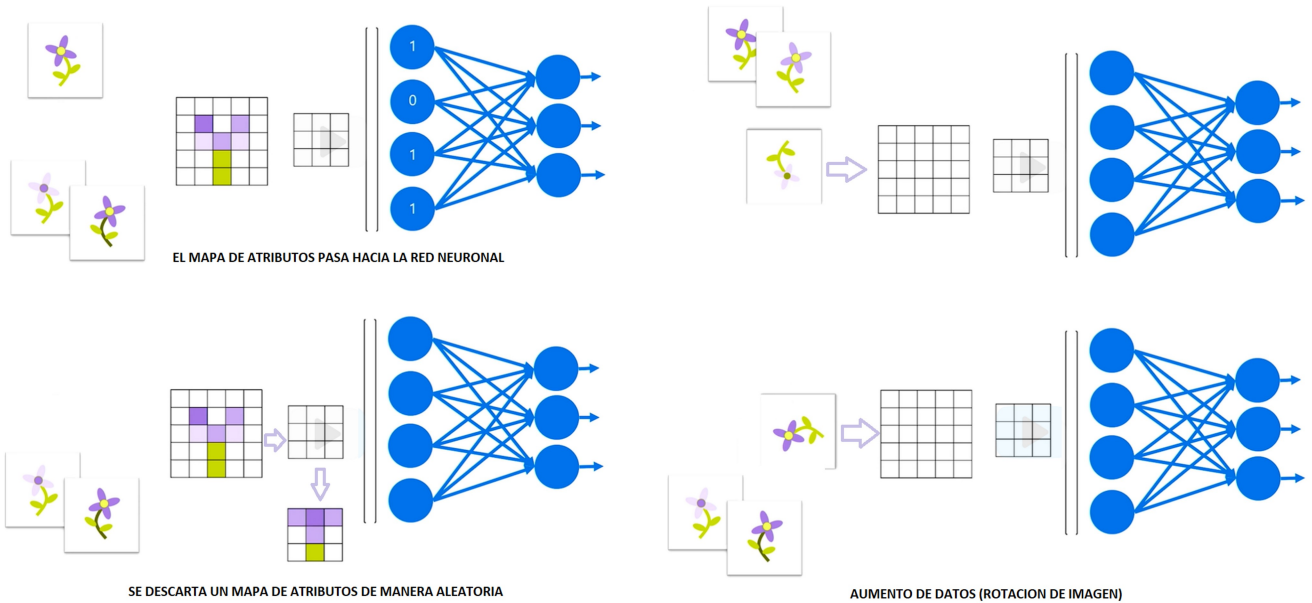 1
0
1
1
EL MAPA DE ATRIBUTOS PASA HACIA LA RED NEURONAL
SE DESCARTA UN MAPA DE ATRIBUTOS DE MANERA ALEATORIA
AUMENTO DE DATOS (ROTACION DE IMAGEN)